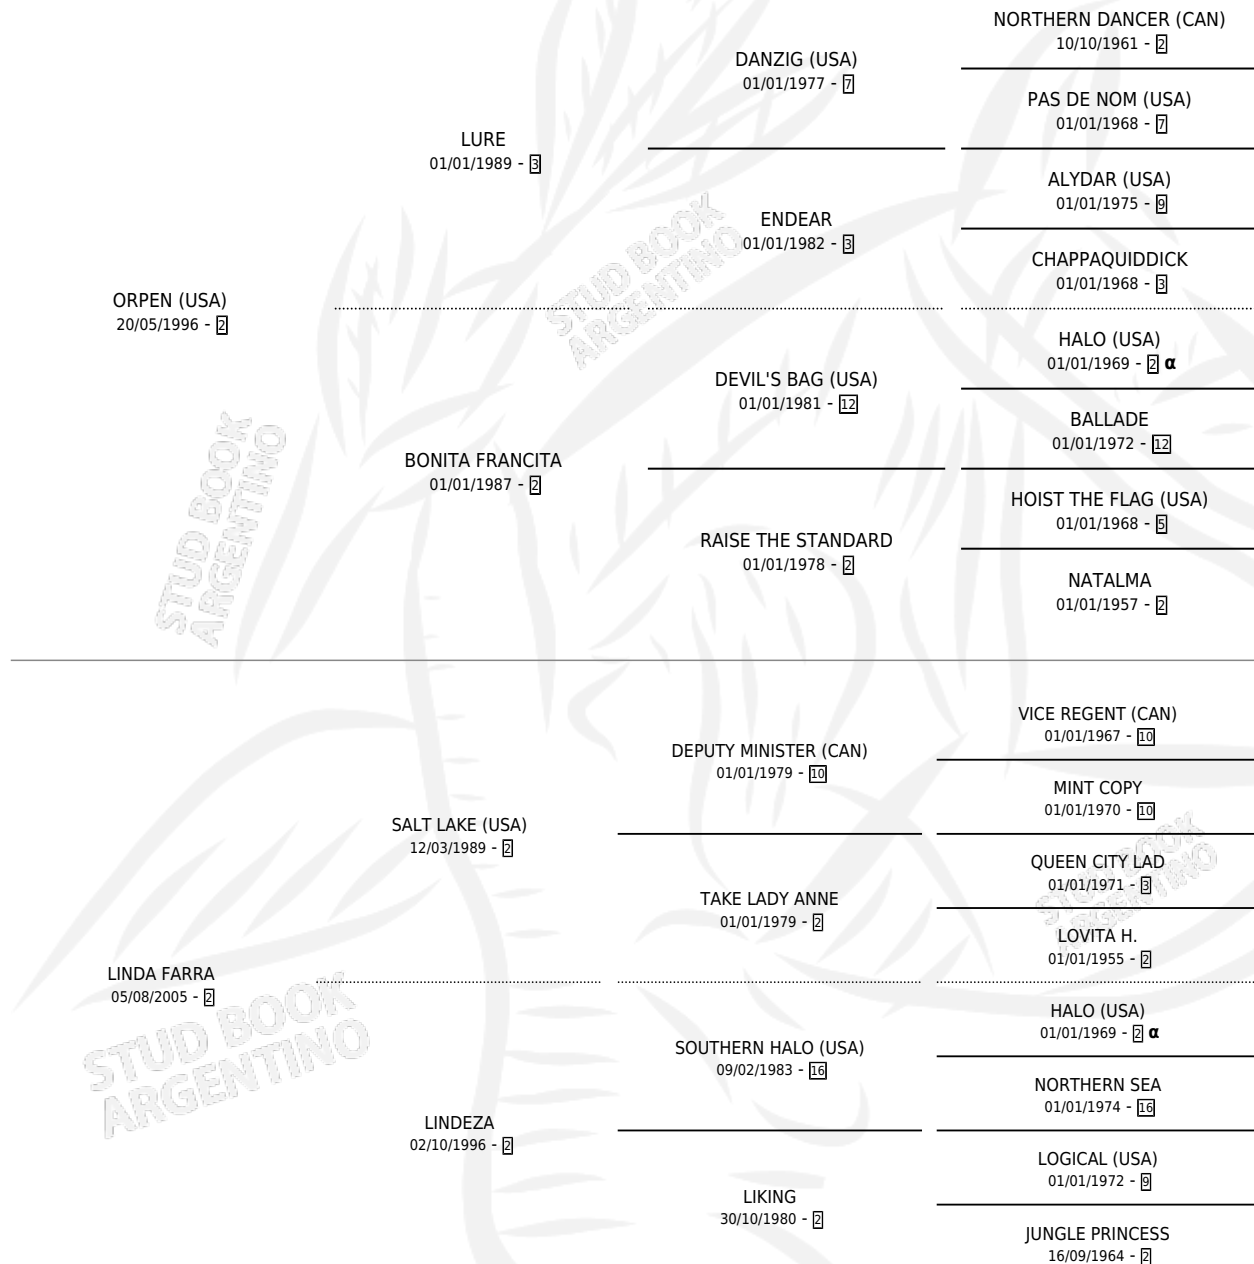 NORTHERN DANCER (CAN)
10/10/1961 - 2
DANZIG (USA)
01/01/1977 - 7
PAS DE NOM (USA)
01/01/1968 - 7
LURE
01/01/1989 - 3
ALYDAR (USA)
01/01/1975 - 9
ENDEAR
01/01/1982 - 3
CHAPPAQUIDDICK
01/01/1968 - 3
STUD BOOK
ARGENTINO
ORPEN (USA)
20/05/1996 - 2
HALO (USA)
01/01/1969 - 2 α
DEVIL'S BAG (USA)
01/01/1981 - 12
BALLADE
01/01/1972 - 12
BONITA FRANCITA
01/01/1987 - 2
HOIST THE FLAG (USA)
01/01/1968 - 5
RAISE THE STANDARD
01/01/1978 - 2
NATALMA
01/01/1957 - 2
STUD BOOK
ARGENTINO
VICE REGENT (CAN)
01/01/1967 - 10
DEPUTY MINISTER (CAN)
01/01/1979 - 10
MINT COPY
01/01/1970 - 10
SALT LAKE (USA)
12/03/1989 - 2
QUEEN CITY LAD
01/01/1971 - 3
TAKE LADY ANNE
01/01/1979 - 2
LOVITA H.
01/01/1955 - 2
STUD BOOK
ARGENTINO
LINDA FARRA
05/08/2005 - 2
HALO (USA)
01/01/1969 - 2 α
SOUTHERN HALO (USA)
09/02/1983 - 16
NORTHERN SEA
01/01/1974 - 16
LINDEZA
02/10/1996 - 2
LOGICAL (USA)
01/01/1972 - 9
LIKING
30/10/1980 - 2
JUNGLE PRINCESS
16/09/1964 - 2
STUD BOOK
ARGENTINO